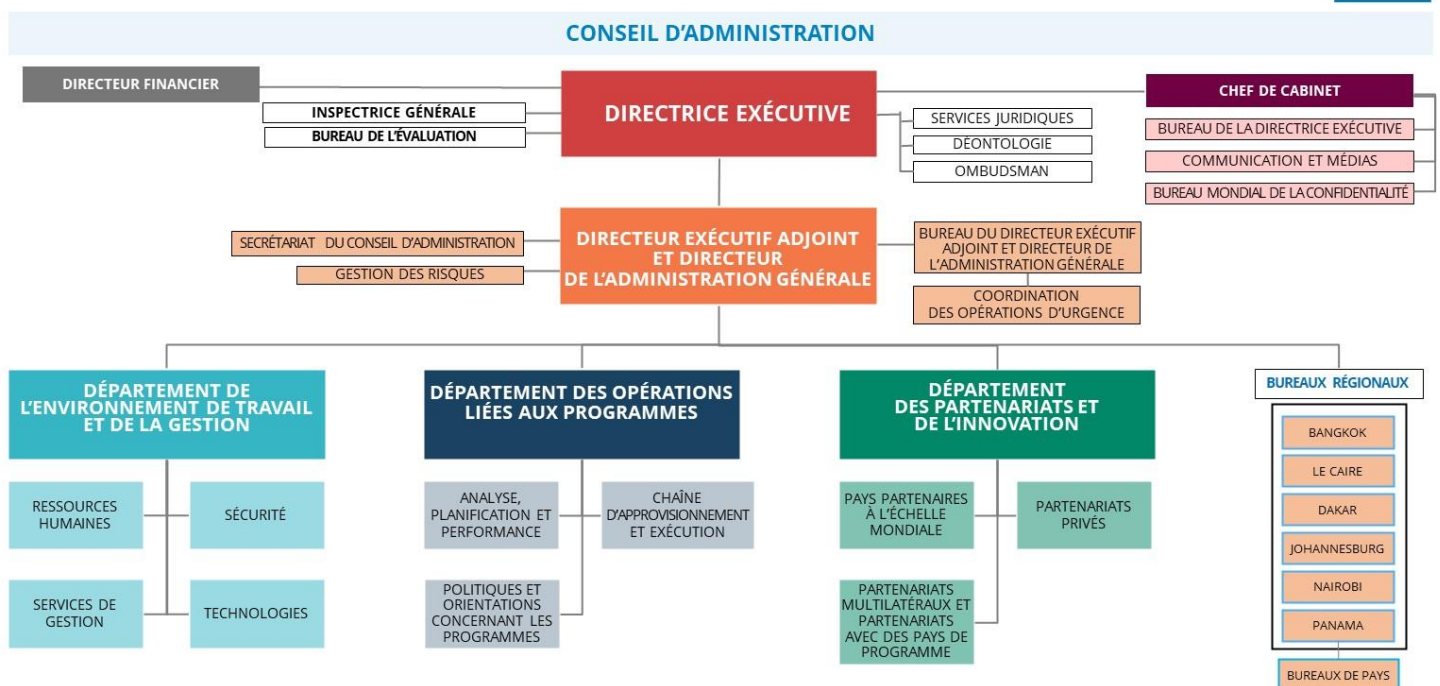 CONSEIL D’ADMINISTRATION
DIRECTEUR FINANCIER
INSPECTRICE GÉNÉRALE
BUREAU DE L’ÉVALUATION
DIRECTRICE EXÉCUTIVE
SERVICES JURIDIQUES
DÉONTOLOGIE
OMBUDSMAN
CHEF DE CABINET
BUREAU DE LA DIRECTRICE EXÉCUTIVE
COMMUNICATION ET MÉDIAS
BUREAU MONDIAL DE LA CONFIDENTIALITÉ
SECRÉTARIAT DU CONSEIL D’ADMINISTRATION
GESTION DES RISQUES
DIRECTEUR EXÉCUTIF ADJOINT
ET DIRECTEUR
DE L’ADMINISTRATION GÉNÉRALE
BUREAU DU DIRECTEUR EXÉCUTIF
ADJOINT ET DIRECTEUR DE
L’ADMINISTRATION GÉNÉRALE
COORDINATION
DES OPÉRATIONS D’URGENCE
DÉPARTEMENT DE
L’ENVIRONNEMENT DE TRAVAIL
ET DE LA GESTION
RESSOURCES
HUMAINES
SÉCURITÉ
SERVICES DE
GESTION
TECHNOLOGIES
DÉPARTEMENT DES OPÉRATIONS
LIÉES AUX PROGRAMMES
ANALYSE,
PLANIFICATION ET
PERFORMANCE
CHAÎNE
D’APPROVISIONNEMENT
ET EXÉCUTION
POLITIQUES ET
ORIENTATIONS
CONCERNANT LES
PROGRAMMES
DÉPARTEMENT
DES PARTENARIATS ET
DE L’INNOVATION
PAYS PARTENAIRES
À L’ÉCHELLE
MONDIALE
PARTENARIATS
PRIVÉS
PARTENARIATS
MULTILATÉRAUX ET
PARTENARIATS
AVEC DES PAYS DE
PROGRAMME
BUREAUX RÉGIONAUX
BANGKOK
LE CAIRE
DAKAR
JOHANNESBURG
NAIROBI
PANAMA
BUREAUX DE PAYS